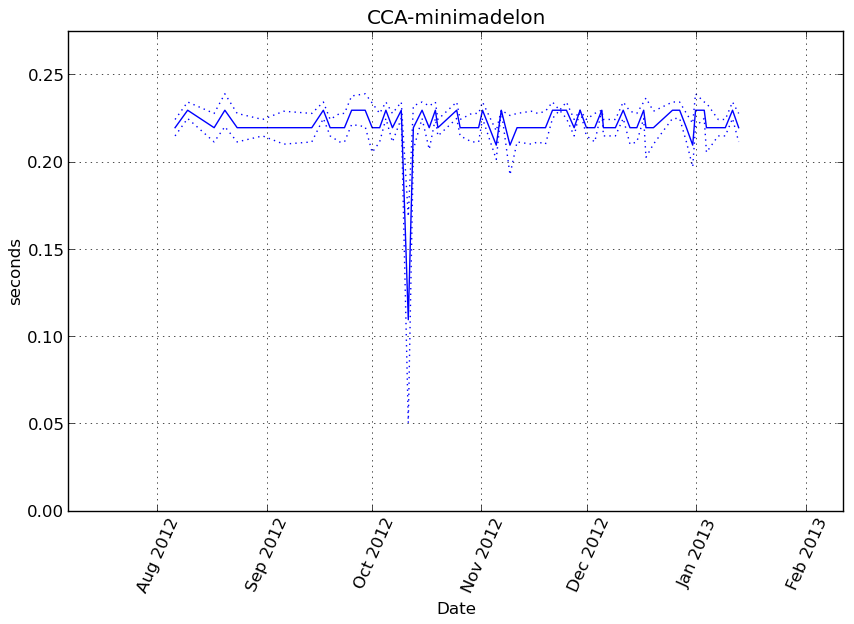 CCA-minimadelon
0.25
0.20
0.15
0.10
0.05
0.00
seconds
Aug 2012
Sep 2012
Oct 2012
Nov 2012
Dec 2012
Jan 2013
Feb 2013
Date